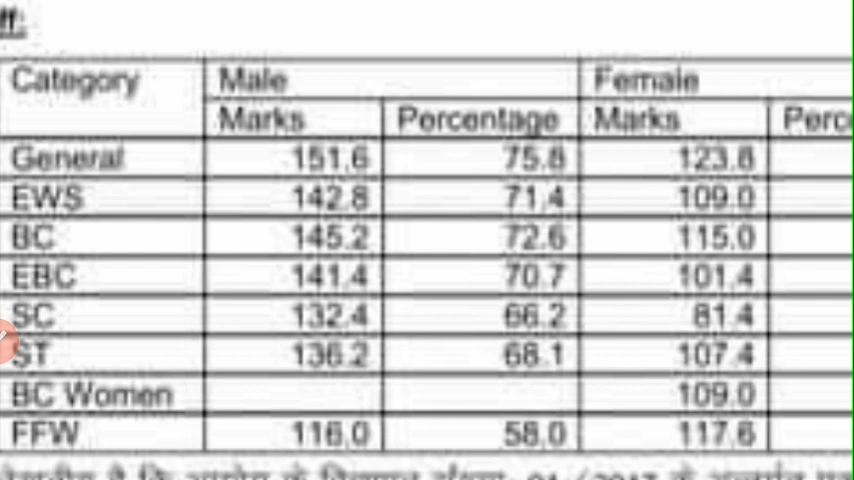 ff:
Category Male Female
Marks Percentage Marks Perc
General 151.6 75.8 123.8
EWS 142.8 71.4 109.0
BC 145.2 72.6 115.0
EBC 141.4 70.7 101.4
SC 132.4 66.2 81.4
ST 136.2 68.1 107.4
BC Women 109.0
FFW 116.0 58.0 117.6